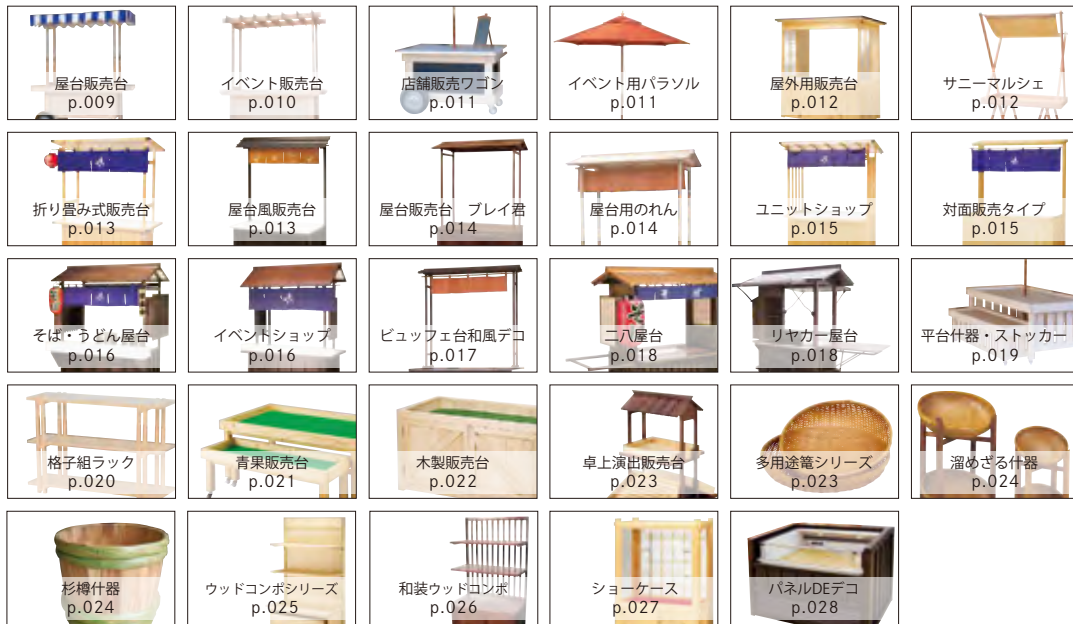 屋台販売台
p.009
イベント販売台
p.010
店舗販売ワゴン
p.011
イベント用パラソル
p.011
屋外用販売台
p.012
サニーマルシェ
p.012
折り畳み式販売台
p.013
屋台風販売台
p.013
屋台販売台　ブレイ君
p.014
屋台用のれん
p.014
ユニットショップ
p.015
対面販売タイプ
p.015
そば・うどん屋台
p.016
イベントショップ
p.016
ビュッフェ台和風デコ
p.017
二八屋台
p.018
リヤカー屋台
p.018
平台什器・ストッカー
p.019
格子組ラック
p.020
青果販売台
p.021
木製販売台
p.022
卓上演出販売台
p.023
多用途篭シリーズ
p.023
溜めざる什器
p.024
杉樽什器
p.024
ウッドコンポシリーズ
p.025
和装ウッドコンポ
p.026
ショーケース
p.027
パネルDEデコ
p.028